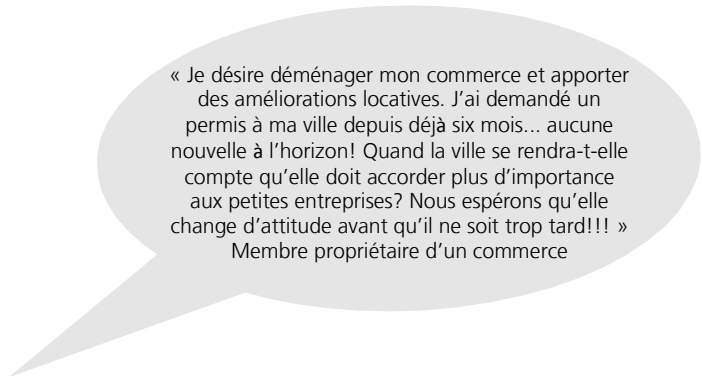 « Je désire déménager mon commerce et apporter
des améliorations locatives. J’ai demandé un
permis à ma ville depuis déjà six mois... aucune
nouvelle à l’horizon! Quand la ville se rendra-t-elle
compte qu’elle doit accorder plus d’importance
aux petites entreprises? Nous espérons qu’elle
change d’attitude avant qu’il ne soit trop tard!!! »
Membre propriétaire d’un commerce